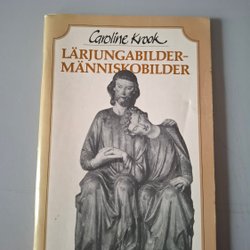 Caroline Krook
LÄRJUNGABILDER-
MÄNNISKOBILDER